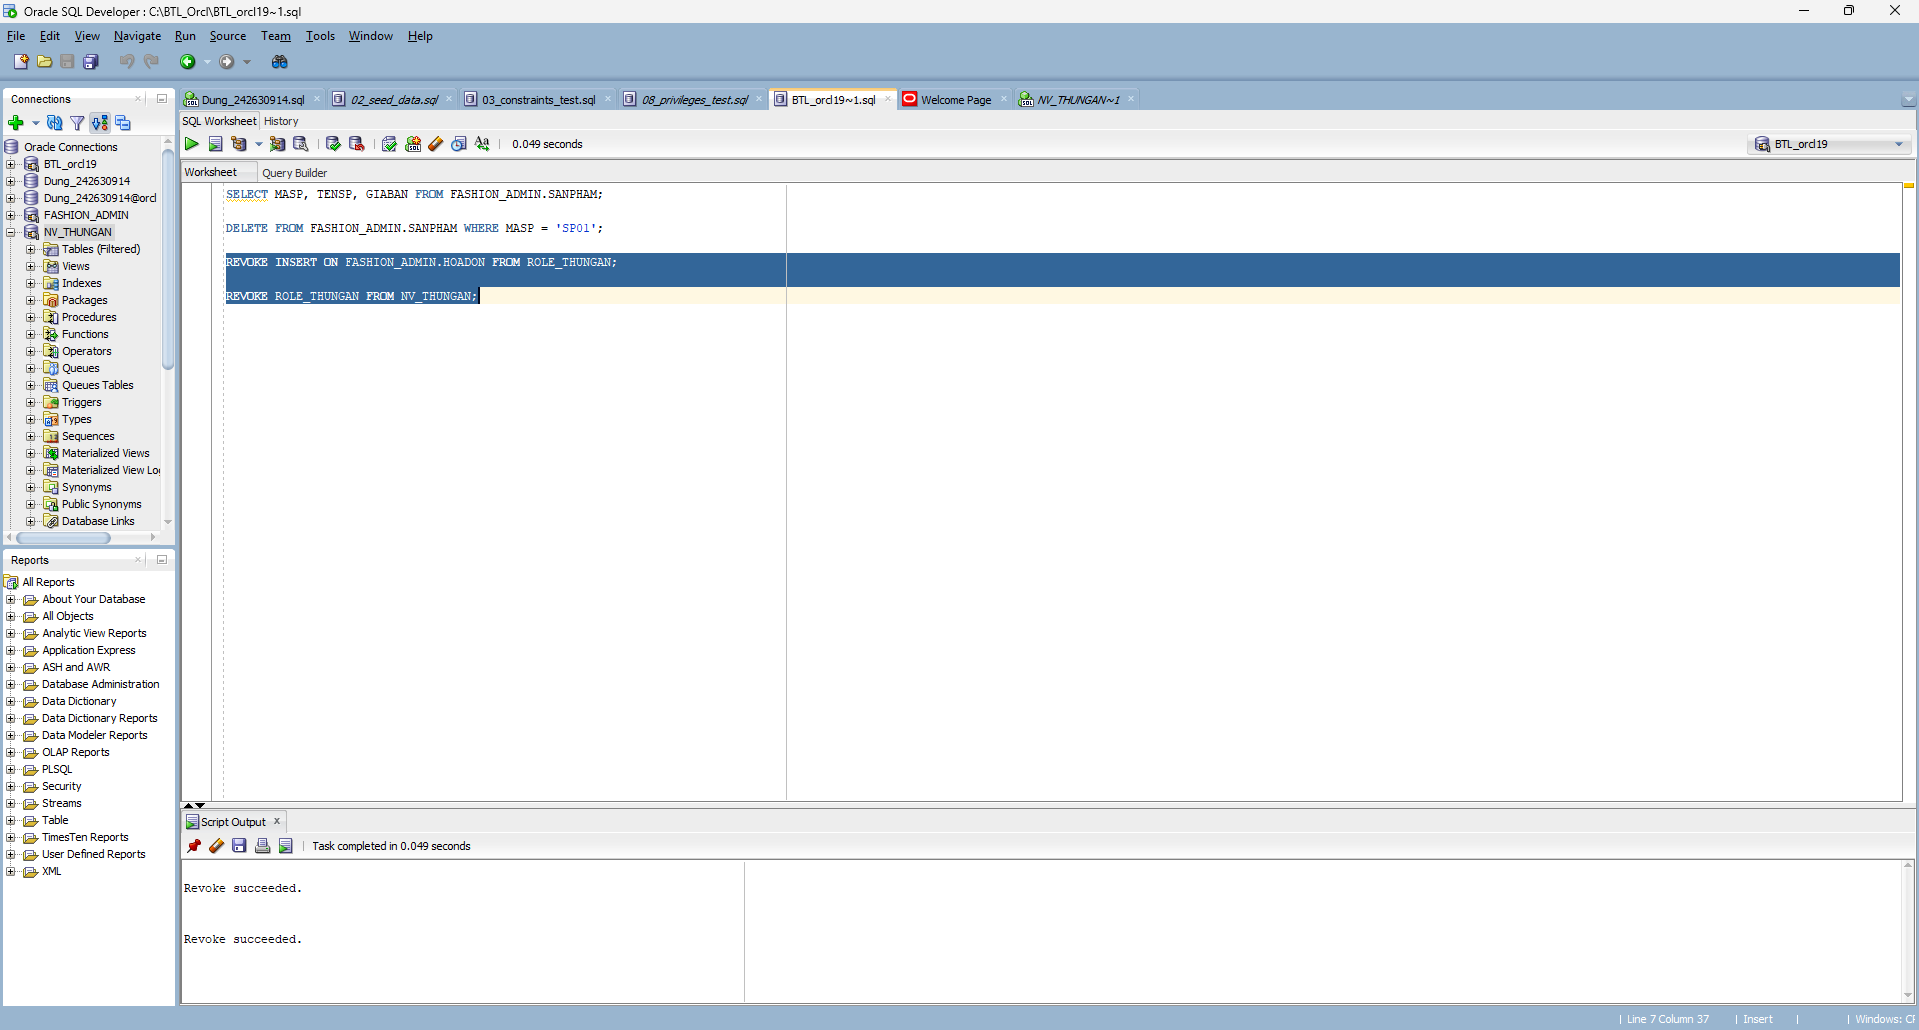 Oracle SQL Developer : C:\BTL_Orcl\BTL_orcl19~1.sql
File Edit View Navigate Run Source Team Tools Window Help
Connections
Oracle Connections
BTL_orcl19
Dung_242630914
Dung_242630914@orcl
FASHION_ADMIN
NV_THUNGAN
Tables (Filtered)
Views
Indexes
Packages
Procedures
Functions
Operators
Queues
Queues Tables
Triggers
Types
Sequences
Materialized Views
Materialized View Lo
Synonyms
Public Synonyms
Database Links
Reports
All Reports
About Your Database
All Objects
Analytic View Reports
Application Express
ASH and AWR
Database Administration
Data Dictionary
Data Dictionary Reports
Data Modeler Reports
OLAP Reports
PLSQL
Security
Streams
Table
TimesTen Reports
User Defined Reports
XML
Dung_242630914.sql 02_seed_data.sql 03_constraints_test.sql 08_privileges_test.sql BTL_orcl19~1.sql Welcome Page NV_THUNGAN~1
SQL Worksheet History
0.049 seconds
BTL_orcl19
Worksheet Query Builder
SELECT MASP, TENSP, GIABAN FROM FASHION_ADMIN.SANPHAM;
DELETE FROM FASHION_ADMIN.SANPHAM WHERE MASP = 'SP01';
REVOKE INSERT ON FASHION_ADMIN.HOADON FROM ROLE_THUNGAN;
REVOKE ROLE_THUNGAN FROM NV_THUNGAN;
Script Output
Task completed in 0.049 seconds
Revoke succeeded.
Revoke succeeded.
Line 7 Column 37 Insert Windows: CF